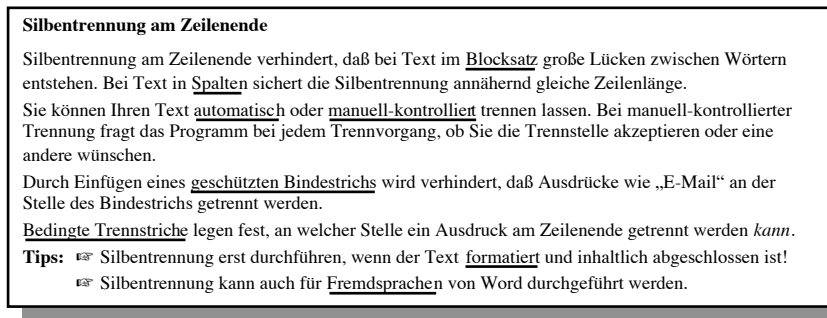 Silbentrennung am Zeilenende
Silbentrennung am Zeilenende verhindert, daß bei Text im Blocksatz große Lücken zwischen Wörtern
entstehen. Bei Text in Spalten sichert die Silbentrennung annähernd gleiche Zeilenlänge.
Sie können Ihren Text automatisch oder manuell-kontrolliert trennen lassen. Bei manuell-kontrollierter
Trennung fragt das Programm bei jedem Trennvorgang, ob Sie die Trennstelle akzeptieren oder eine
andere wünschen.
Durch Einfügen eines geschützten Bindestrichs wird verhindert, daß Ausdrücke wie „E-Mail“ an der
Stelle des Bindestrichs getrennt werden.
Bedingte Trennstriche legen fest, an welcher Stelle ein Ausdruck am Zeilenende getrennt werden kann.
Tips: ☞ Silbentrennung erst durchführen, wenn der Text formatiert und inhaltlich abgeschlossen ist!
☞ Silbentrennung kann auch für Fremdsprachen von Word durchgeführt werden.